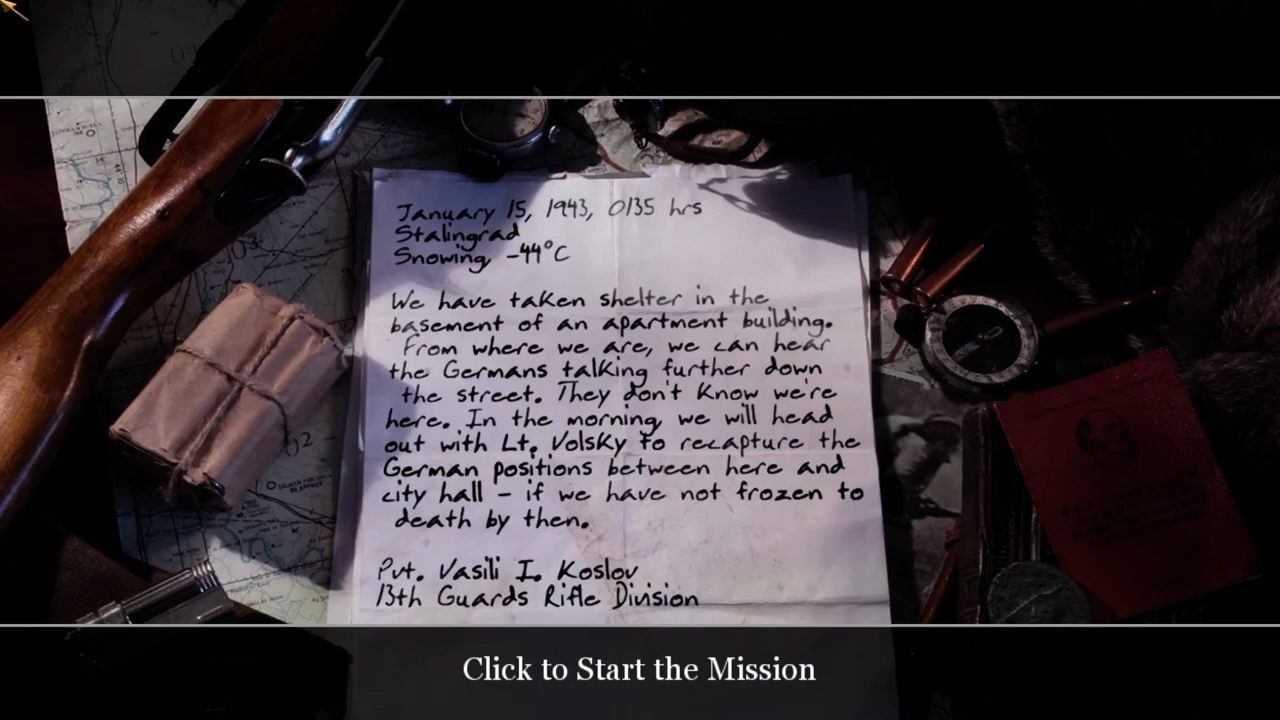 January 15, 1943, 0135 hrs
Stalingrad
Snowing, -44°C
We have taken shelter in the
basement of an apartment building.
From where we are, we can hear
the Germans talking further down
the street. They don't know we're
here. In the morning, we will head
out with Lt. Volsky to recapture the
German positions between here and
city hall - if we have not frozen to
death by then.
Pvt. Vasili I. Koslov
13th Guards Rifle Division
Click to Start the Mission